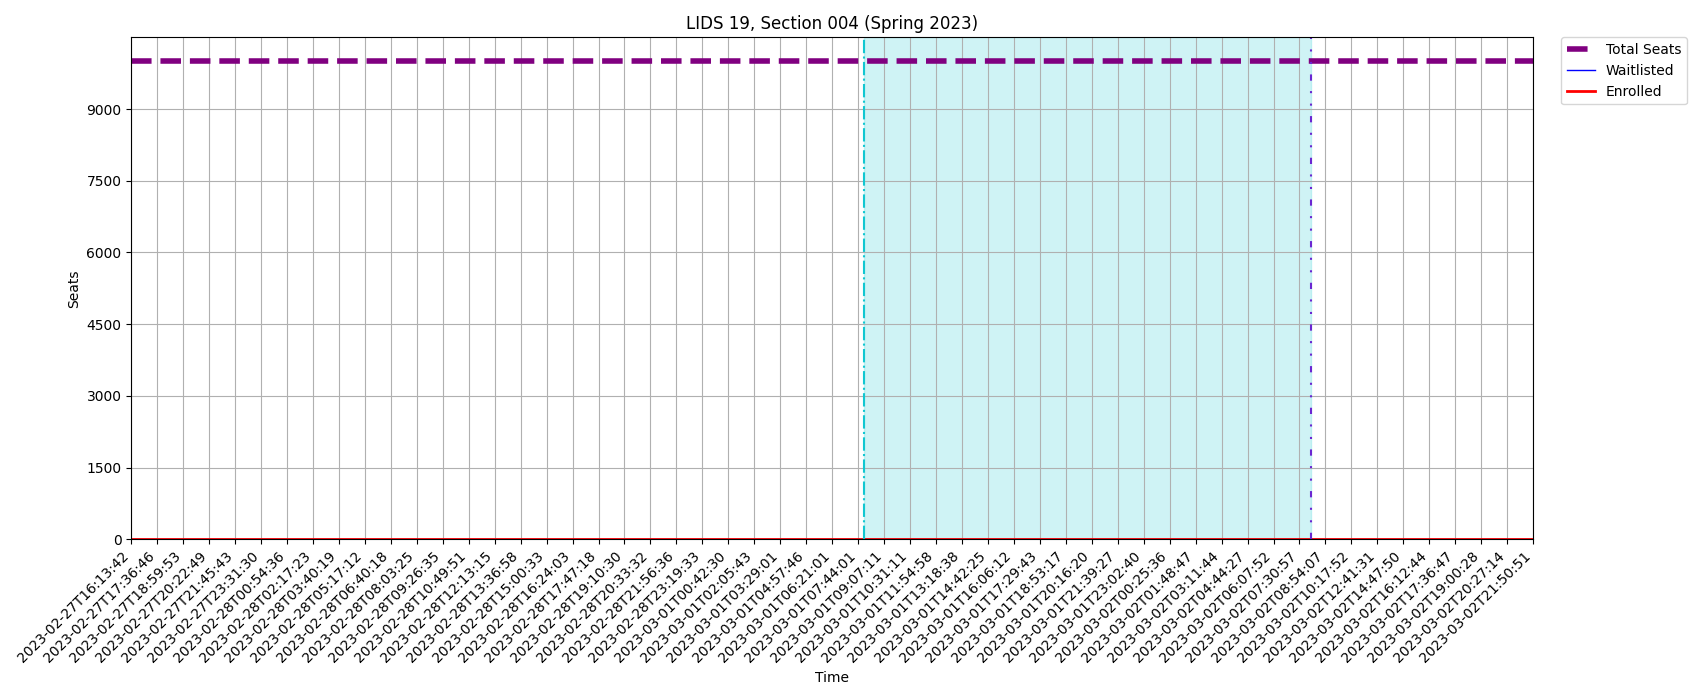 LIDS 19, Section 004 (Spring 2023)
Total Seats
Waitlisted
Enrolled
Seats
9000
7500
6000
4500
3000
1500
0
2023-02-27T16:13:42
2023-02-27T17:36:46
2023-02-27T18:59:53
2023-02-27T20:22:49
2023-02-27T21:45:43
2023-02-27T23:31:30
2023-02-28T00:54:36
2023-02-28T02:17:23
2023-02-28T03:40:19
2023-02-28T05:17:12
2023-02-28T06:40:18
2023-02-28T08:03:25
2023-02-28T09:26:35
2023-02-28T10:49:51
2023-02-28T12:13:15
2023-02-28T13:36:58
2023-02-28T15:00:33
2023-02-28T16:24:03
2023-02-28T17:47:18
2023-02-28T19:10:30
2023-02-28T20:33:32
2023-02-28T21:56:36
2023-02-28T23:19:33
2023-03-01T00:42:30
2023-03-01T02:05:43
2023-03-01T03:29:01
2023-03-01T04:57:46
2023-03-01T06:21:01
2023-03-01T07:44:01
2023-03-01T09:07:11
2023-03-01T10:31:11
2023-03-01T11:54:58
2023-03-01T13:18:38
2023-03-01T14:42:25
2023-03-01T16:06:12
2023-03-01T17:29:43
2023-03-01T18:53:17
2023-03-01T20:16:20
2023-03-01T21:39:27
2023-03-01T23:02:40
2023-03-02T00:25:36
2023-03-02T01:48:47
2023-03-02T03:11:44
2023-03-02T04:44:27
2023-03-02T06:07:52
2023-03-02T07:30:57
2023-03-02T08:54:07
2023-03-02T10:17:52
2023-03-02T12:41:31
2023-03-02T14:47:50
2023-03-02T16:12:44
2023-03-02T17:36:47
2023-03-02T19:00:28
2023-03-02T20:27:14
2023-03-02T21:50:51
Time